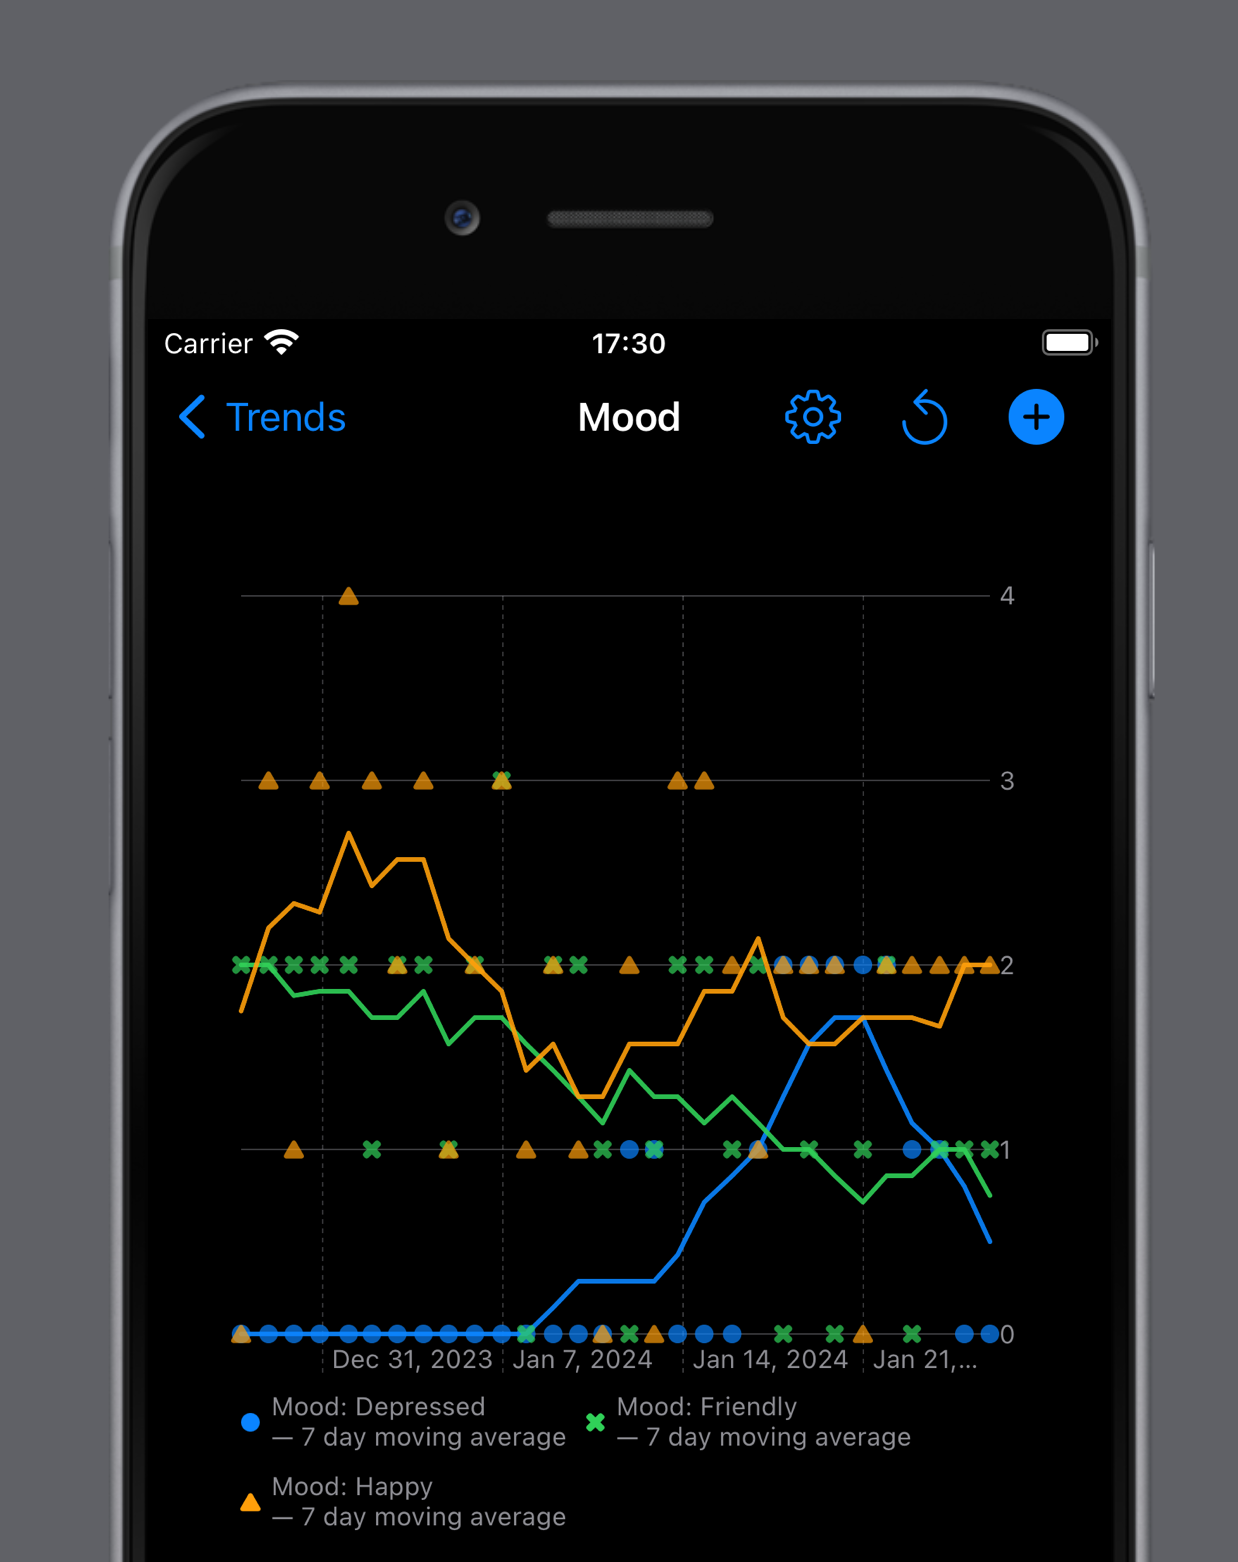 Carrier
17:30
Trends
Mood
4
3
2
1
0
Dec 31, 2023
Jan 7, 2024
Jan 14, 2024
Jan 21,...
Mood: Depressed
— 7 day moving average
Mood: Friendly
— 7 day moving average
Mood: Happy
— 7 day moving average